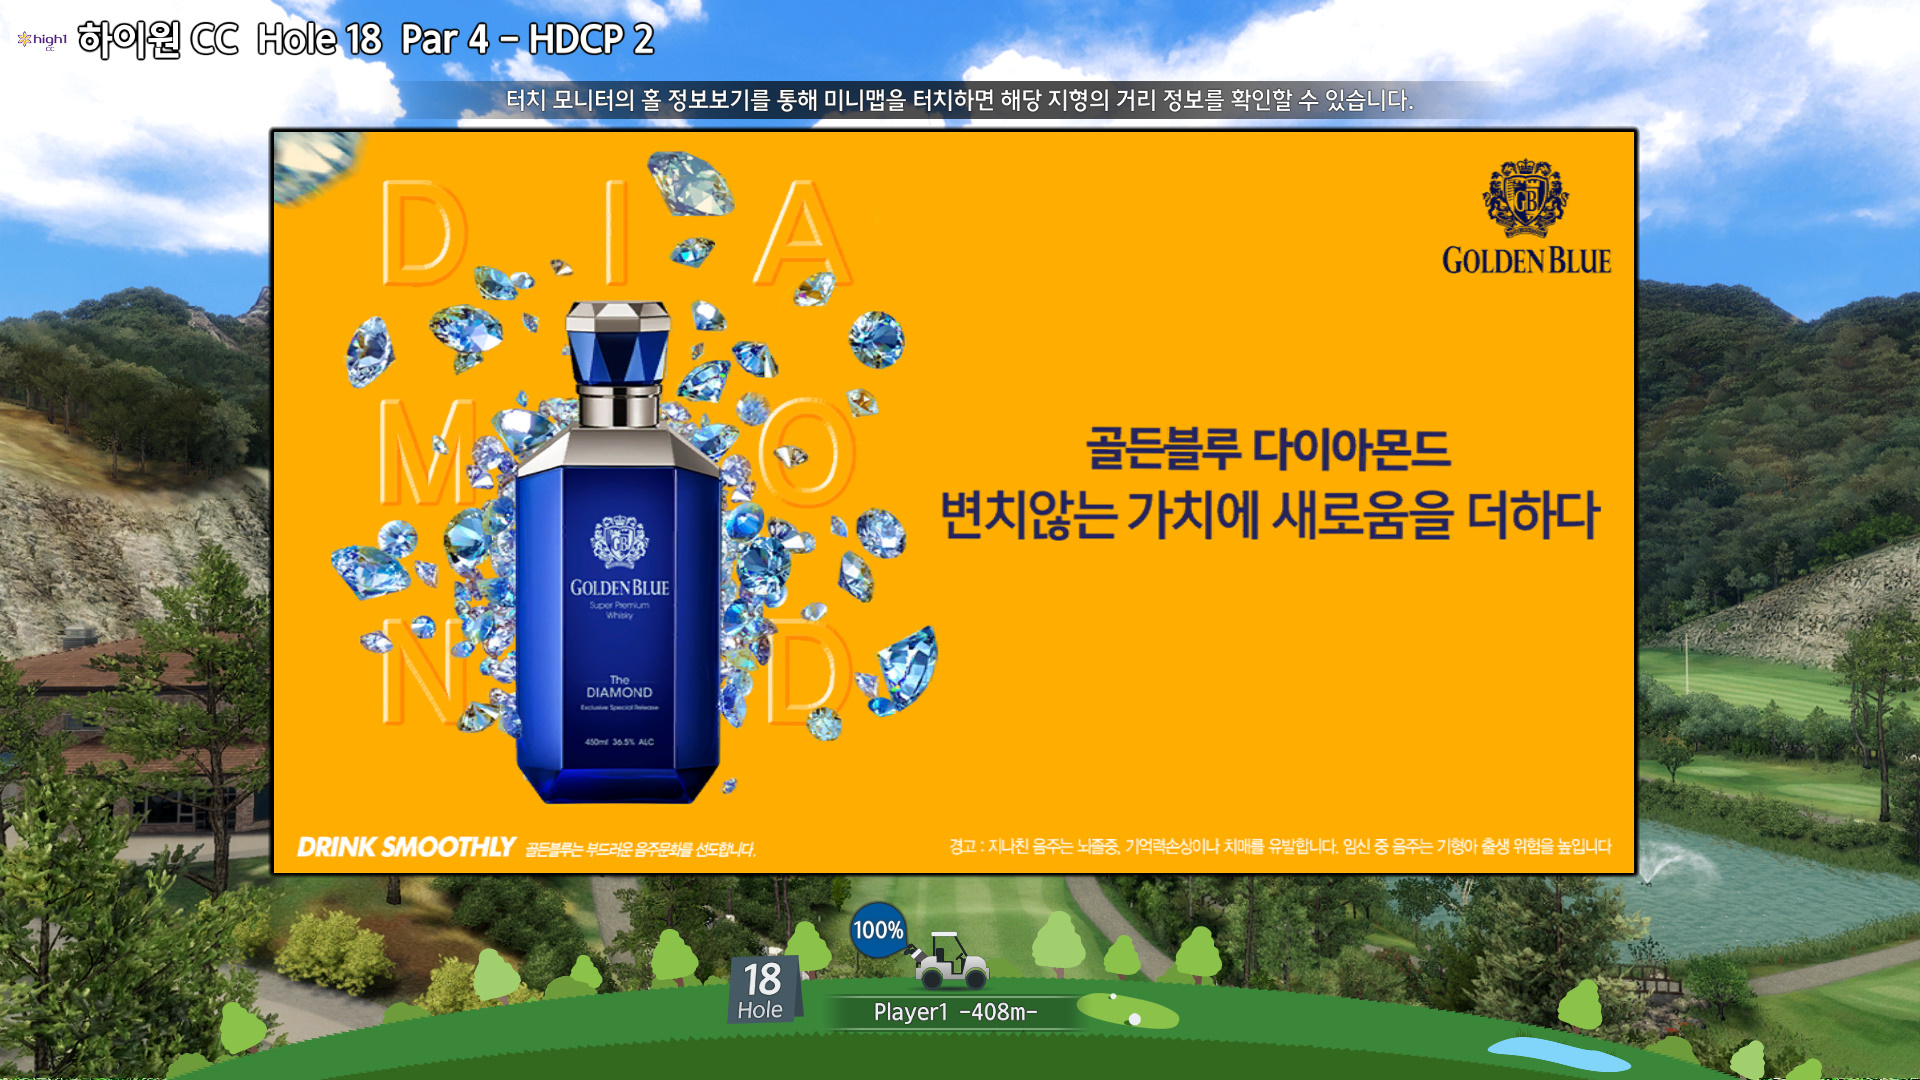 high1
CC
하이원 CC Hole 18 Par 4 - HDCP 2
터치 모니터의 홀 정보보기를 통해 미니맵을 터치하면 해당 지형의 거리 정보를 확인할 수 있습니다.
D I A
M O
N D
GB
GOLDEN BLUE
골든블루 다이아몬드
변치않는 가치에 새로움을 더하다
GB
GOLDEN BLUE
Super Premium
Whisky
The
DIAMOND
Exclusive Special Release
450ml 36.5% ALC
DRINK SMOOTHLY 골든블루는 부드러운 음주문화를 선도합니다.
경고 : 지나친 음주는 뇌졸중, 기억력손상이나 치매를 유발합니다. 임신 중 음주는 기형아 출생 위험을 높입니다
100%
18
Hole
Player1 -408m-